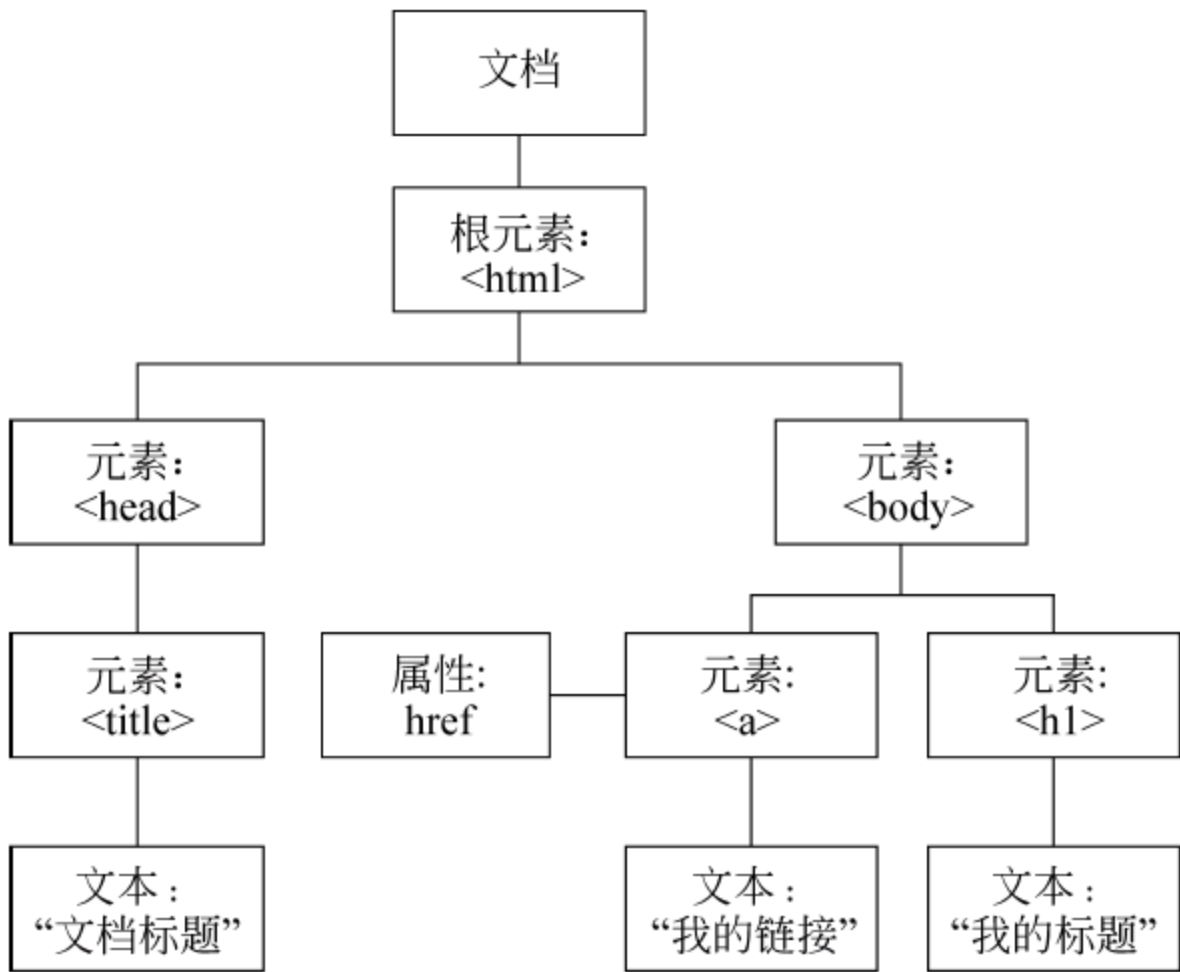 文档
根元素：
<html>
元素：
<head>
元素：
<body>
元素：
<title>
属性:
href
元素:
<a>
元素:
<h1>
文本：
“文档标题”
文本：
“我的链接”
文本：
“我的标题”